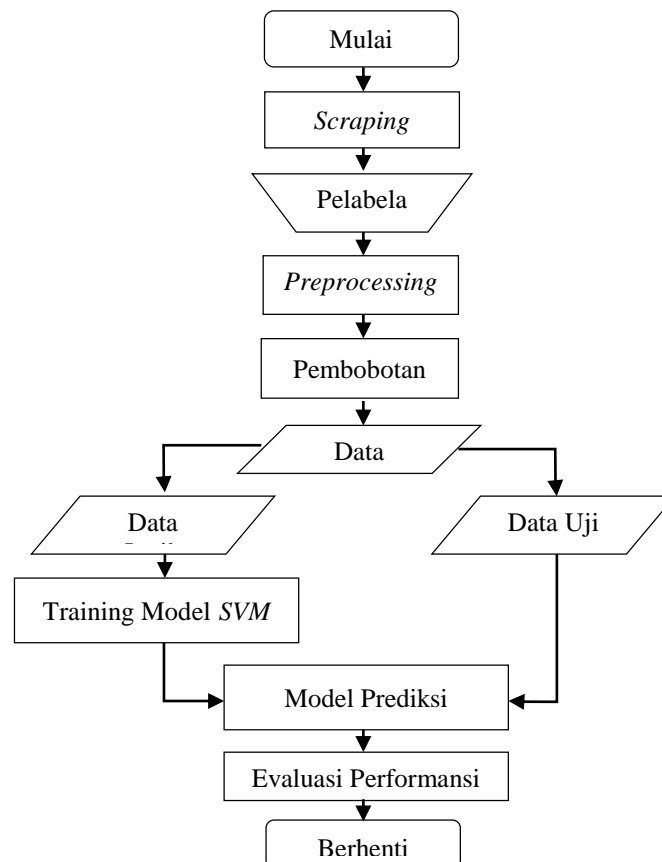 Mulai
Scraping
Pelabela
Preprocessing
Pembobotan
Data
Data
Data Uji
Training Model SVM
Model Prediksi
Evaluasi Performansi
Berhenti